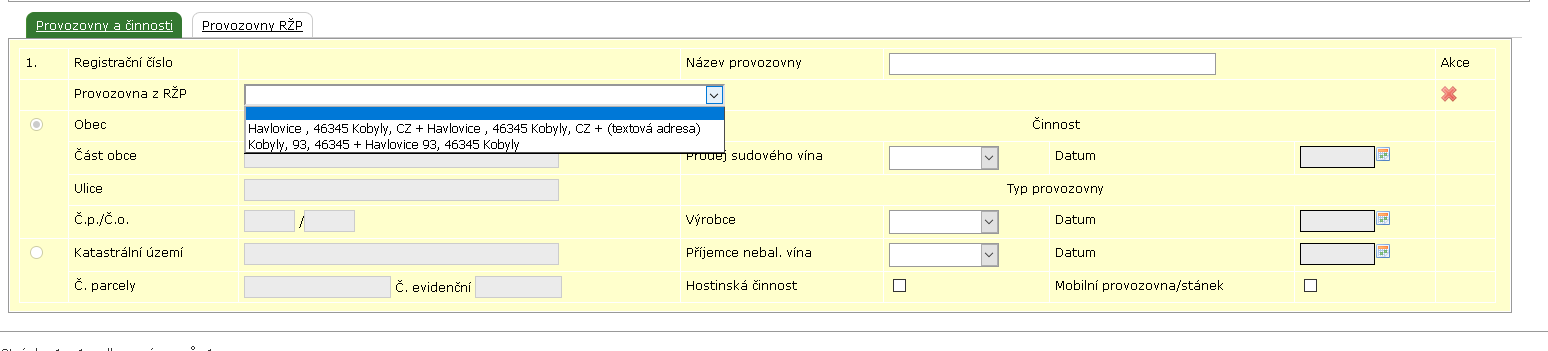 Provozovny a činnosti Provozovny RŽP
1. Registrační číslo Název provozovny Akce
Provozovna z RŽP
Havlovice , 46345 Kobyly, CZ + Havlovice , 46345 Kobyly, CZ + (textová adresa)
Kobyly, 93, 46345 + Havlovice 93, 46345 Kobyly
Obec Činnost
Část obce Prodej sudového vína Datum
Ulice Typ provozovny
Č.p./Č.o. / Výrobce Datum
Katastrální území Příjemce nebal. vína Datum
Č. parcely Č. evidenční Hostinská činnost Mobilní provozovna/stánek